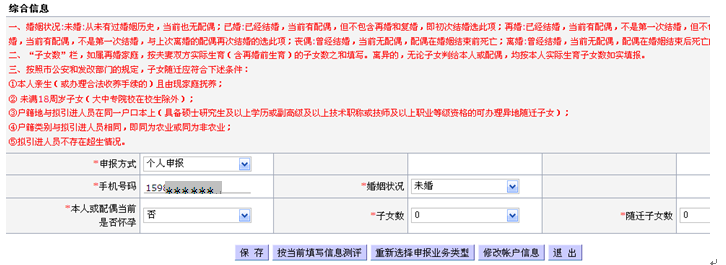 综合信息
一、婚姻状况:未婚:从未有过婚姻历史,当前也无配偶;已婚:已经结婚,当前有配偶,但不包含再婚和复婚,即初次结婚选此项;再婚:已经结婚,当前有配偶,不是第一次结婚,但不
婚,当前有配偶,不是第一次结婚,与上次离婚的配偶再次结婚的选此项;丧偶:曾经结婚,当前无配偶,配偶在婚姻结束前死亡;离婚:曾经结婚,当前无配偶,配偶在婚姻结束后死亡
二、“子女数”栏,如属再婚家庭,按夫妻双方实际生育(含再婚前生育)的子女数之和填写。离异的,无论子女判给本人或配偶,均按本人实际生育子女数如实填报。
三、按照市公安和发改部门的规定,子女随迁应符合下述条件:
①本人亲生(或办理合法收养手续的)且由现家庭抚养;
②未满18周岁子女(大中专院校在校生除外);
③户籍地与拟引进人员在同一户口本上(具备硕士研究生及以上学历或副高级及以上技术职称或技师及以上职业等级资格的可办理异地随迁子女);
④户籍类别与拟引进人员相同,即同为农业或同为非农业;
⑤拟引进人员不存在超生情况。
*申报方式 个人申报
*手机号码 1598****** *婚姻状况 未婚
*本人或配偶当前是否怀孕 否 *子女数 0 *随迁子女数 0
保 存 按当前填写信息测评 重新选择申报业务类型 修改帐户信息 退 出